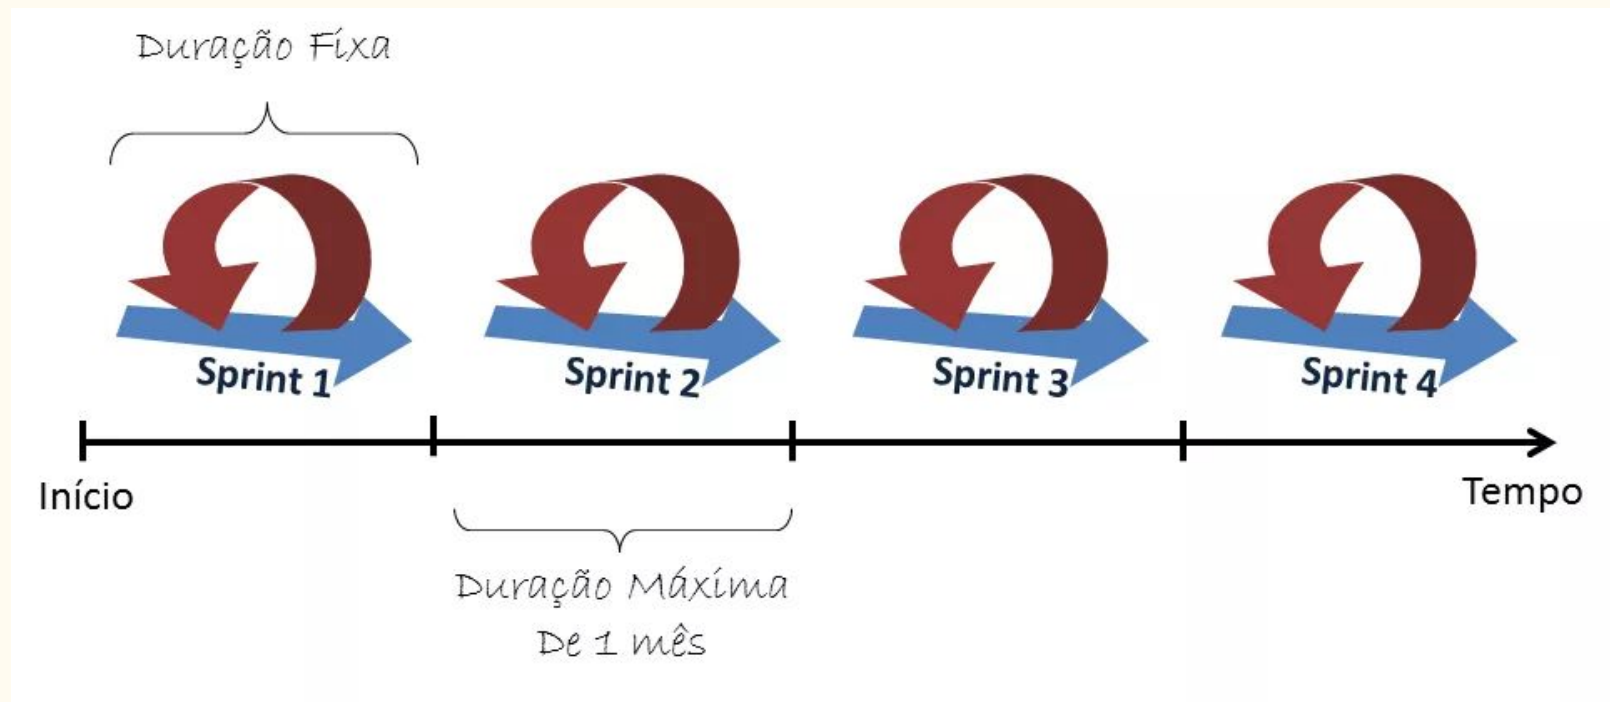 Duração Fixa
Sprint 1
Sprint 2
Sprint 3
Sprint 4
Início
Tempo
Duração Máxima
De 1 mês